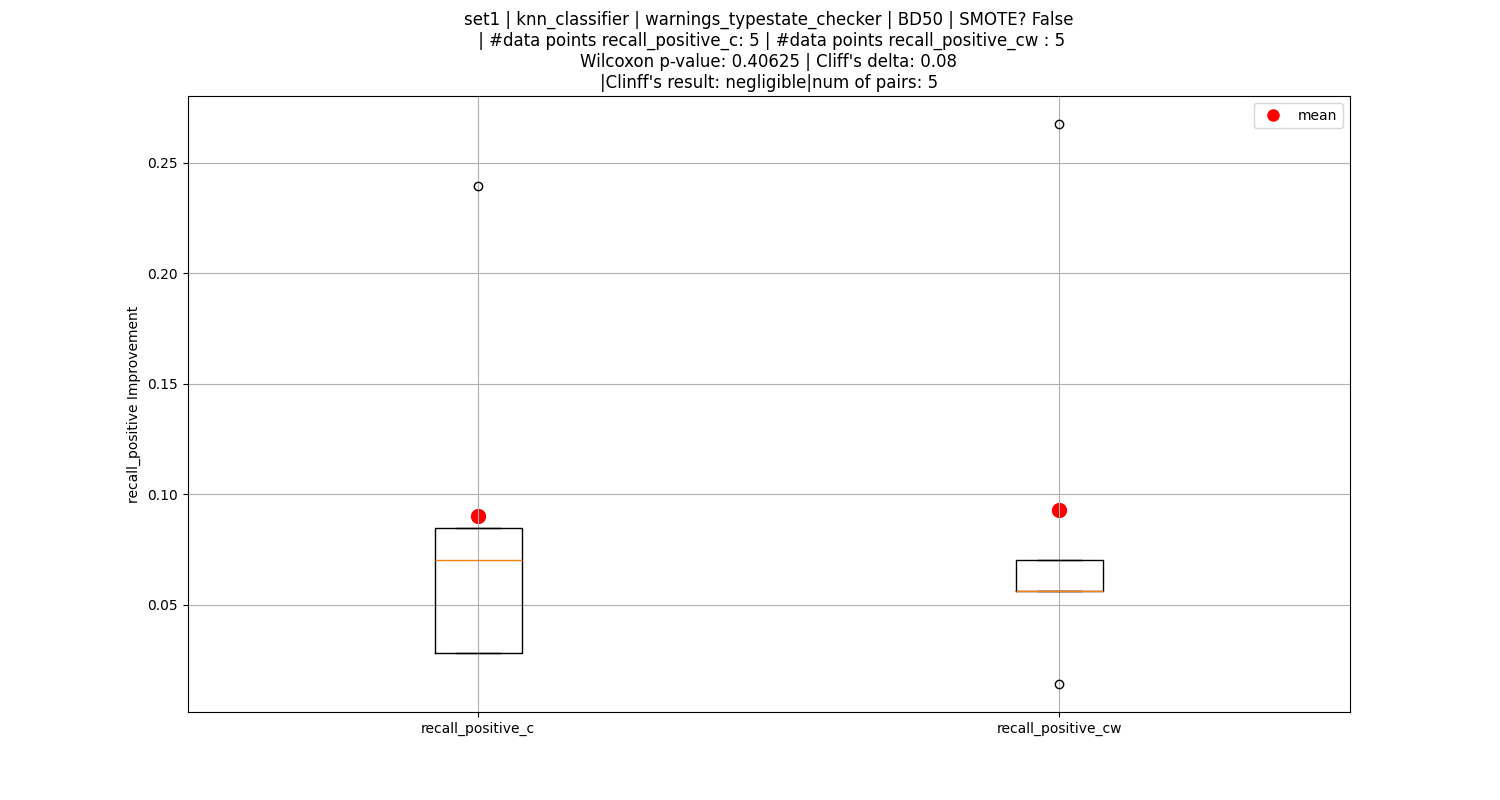 set1 | knn_classifier | warnings_typestate_checker | BD50 | SMOTE? False
| #data points recall_positive_c: 5 | #data points recall_positive_cw : 5
Wilcoxon p-value: 0.40625 | Cliff's delta: 0.08
|Clinff's result: negligible|num of pairs: 5
mean
0.25
0.20
0.15
0.10
0.05
recall_positive Improvement
recall_positive_c
recall_positive_cw